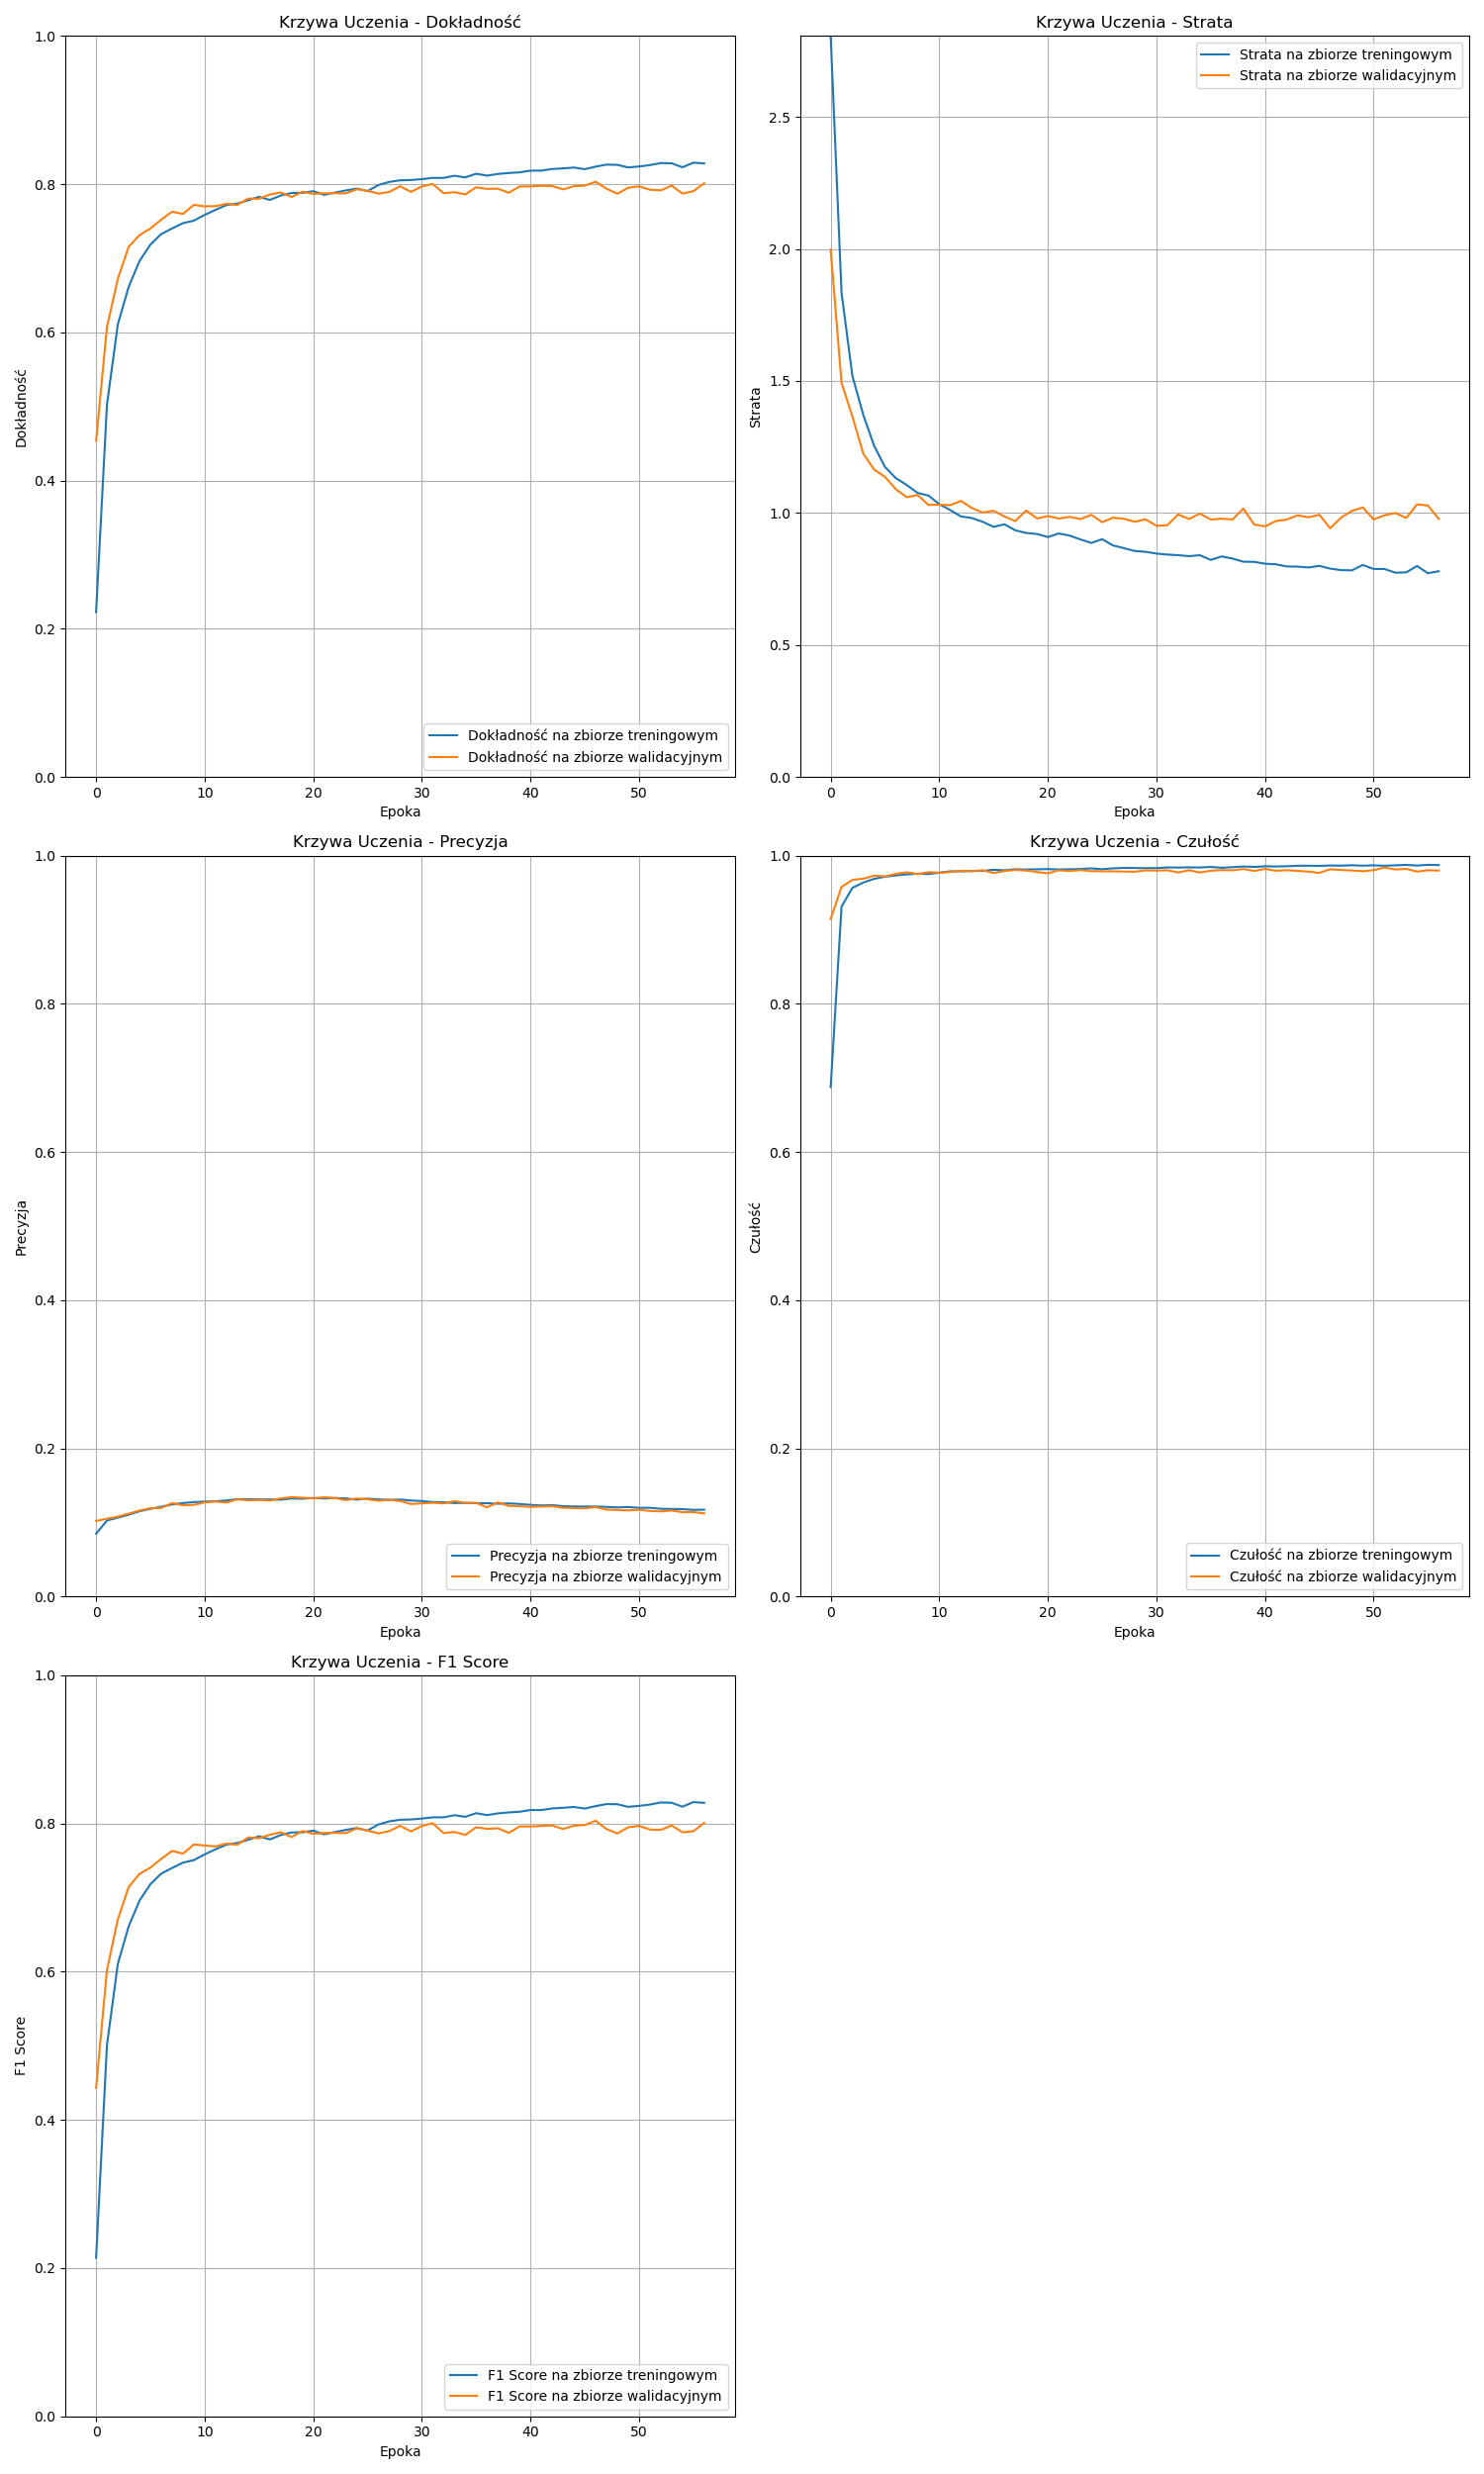 Krzywa Uczenia - Dokładność
1.0
0.8
0.6
0.4
0.2
0.0
Dokładność
Dokładność na zbiorze treningowym
Dokładność na zbiorze walidacyjnym
0 10 20 30 40 50
Epoka
Krzywa Uczenia - Strata
2.5
2.0
1.5
1.0
0.5
0.0
Strata
Strata na zbiorze treningowym
Strata na zbiorze walidacyjnym
0 10 20 30 40 50
Epoka
Krzywa Uczenia - Precyzja
1.0
0.8
0.6
0.4
0.2
0.0
Precyzja
Precyzja na zbiorze treningowym
Precyzja na zbiorze walidacyjnym
0 10 20 30 40 50
Epoka
Krzywa Uczenia - Czułość
1.0
0.8
0.6
0.4
0.2
0.0
Czułość
Czułość na zbiorze treningowym
Czułość na zbiorze walidacyjnym
0 10 20 30 40 50
Epoka
Krzywa Uczenia - F1 Score
1.0
0.8
0.6
0.4
0.2
0.0
F1 Score
F1 Score na zbiorze treningowym
F1 Score na zbiorze walidacyjnym
0 10 20 30 40 50
Epoka